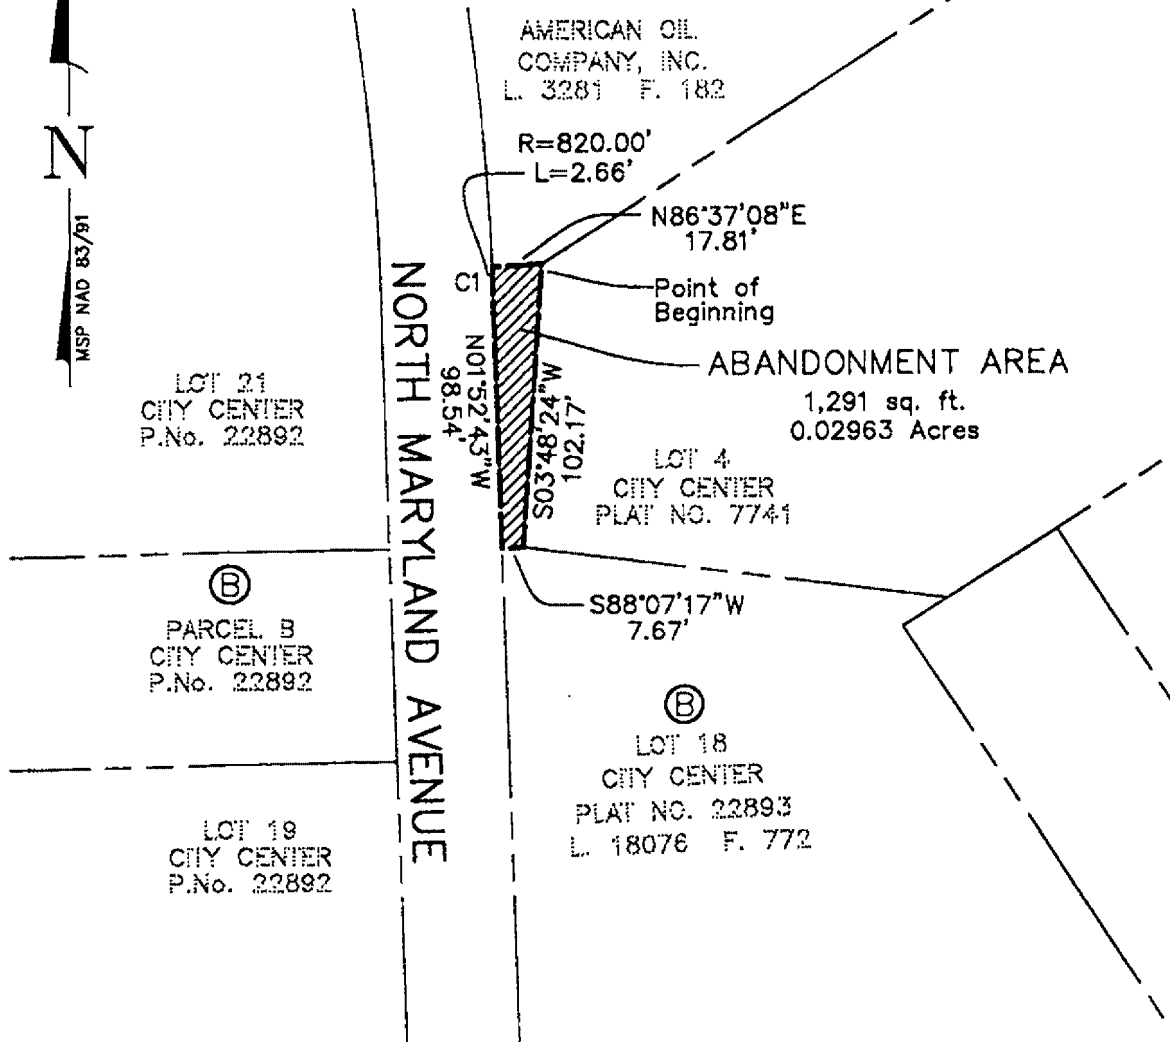 AMERICAN OIL
COMPANY, INC.
L. 3281 F. 182
R=820.00'
L=2.66'
N
MSP NAD 83/91
N86°37'08"E
17.81'
C1
Point of
Beginning
NORTH MARYLAND AVENUE
N01°52'43"W
98.54'
S03°48'24"W
102.17'
ABANDONMENT AREA
1,291 sq. ft.
0.02963 Acres
LOT 21
CITY CENTER
P.No. 22892
LOT 4
CITY CENTER
PLAT NO. 7741
B
PARCEL B
CITY CENTER
P.No. 22892
S88°07'17"W
7.67'
B
LOT 18
CITY CENTER
PLAT NO. 22893
L. 18076 F. 772
LOT 19
CITY CENTER
P.No. 22892